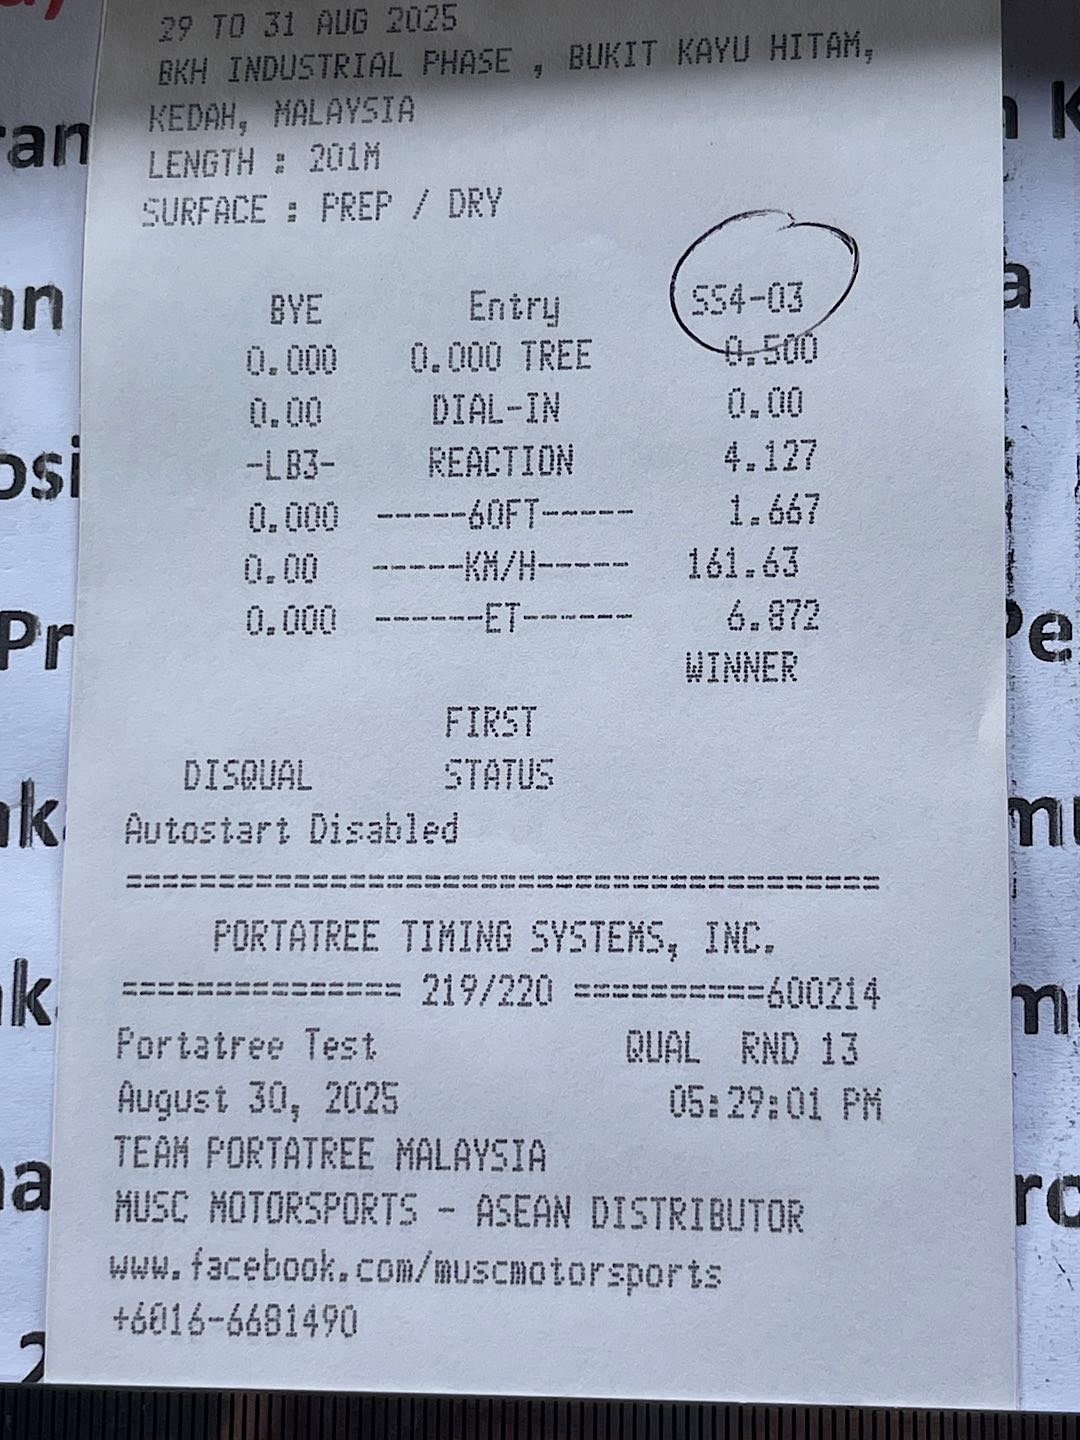 29 TO 31 AUG 2025
BKH INDUSTRIAL PHASE , BUKIT KAYU HITAM,
KEDAH, MALAYSIA
LENGTH : 201M
SURFACE : PREP / DRY
BYE Entry SS4-03
0.000 0.000 TREE 0.500
0.00 DIAL-IN 0.00
-LB3- REACTION 4.127
0.000 -----60FT----- 1.667
0.00 -----KM/H----- 161.63
0.000 ------ET------ 6.872
WINNER
FIRST
DISQUAL STATUS
Autostart Disabled
=========================================
PORTATREE TIMING SYSTEMS, INC.
=============== 219/220 ==========600214
Portatree Test QUAL RND 13
August 30, 2025 05:29:01 PM
TEAM PORTATREE MALAYSIA
MUSC MOTORSPORTS - ASEAN DISTRIBUTOR
www.facebook.com/muscmotorsports
+6016-6681490